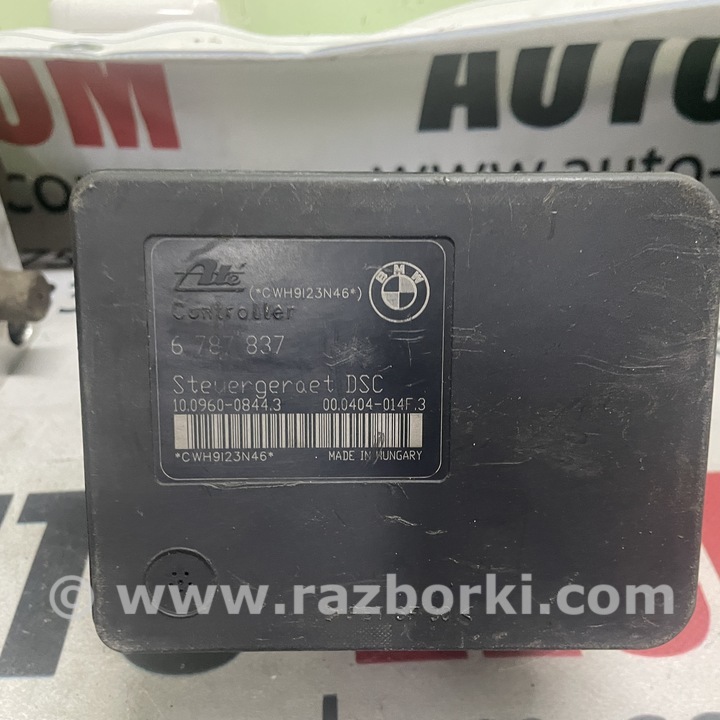 OM
AUTO
.com
www.auto-
Ate
(*CWH9I23N46*)
BMW
Controller
6 787 837
Steuergeraet DSC
10.0960-0844.3 00.0404-014F.3
*CWH9I23N46* MADE IN HUNGARY
© www.razborki.com